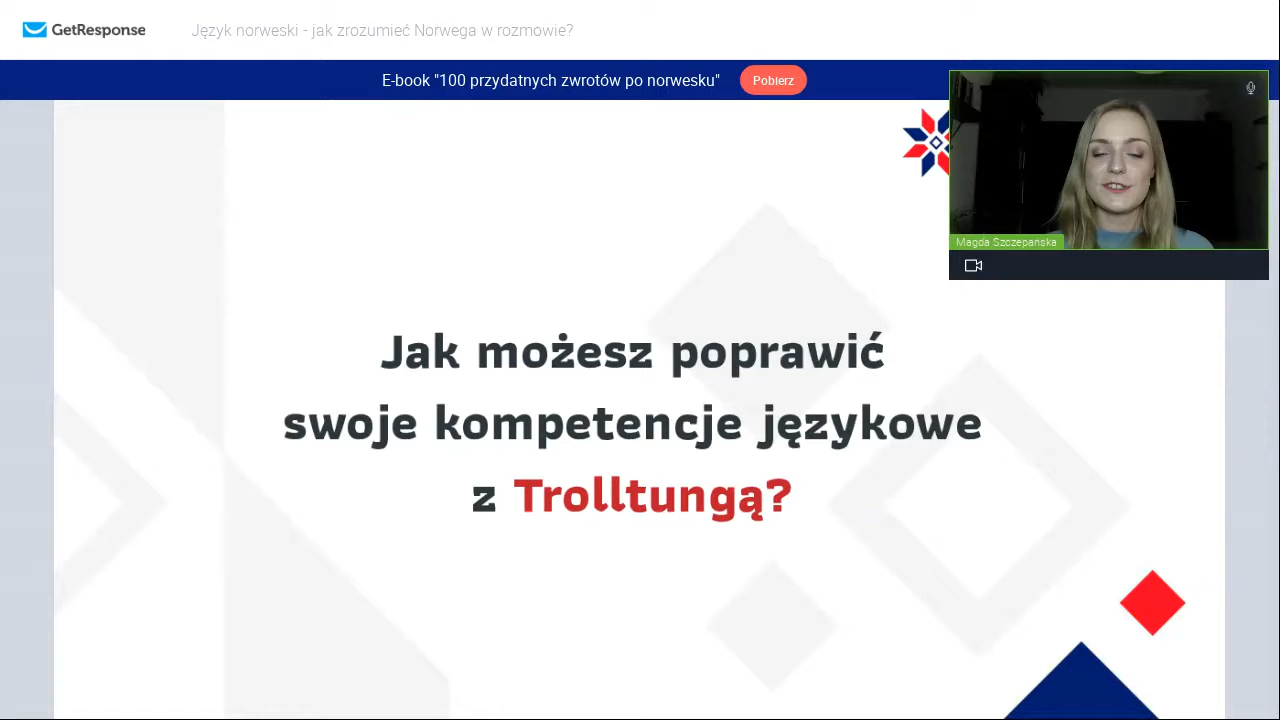 GetResponse
Język norweski - jak zrozumieć Norwega w rozmowie?
E-book "100 przydatnych zwrotów po norwesku"
Pobierz
Magda Szczepańska
Jak możesz poprawić
swoje kompetencje językowe
z Trolltungą?